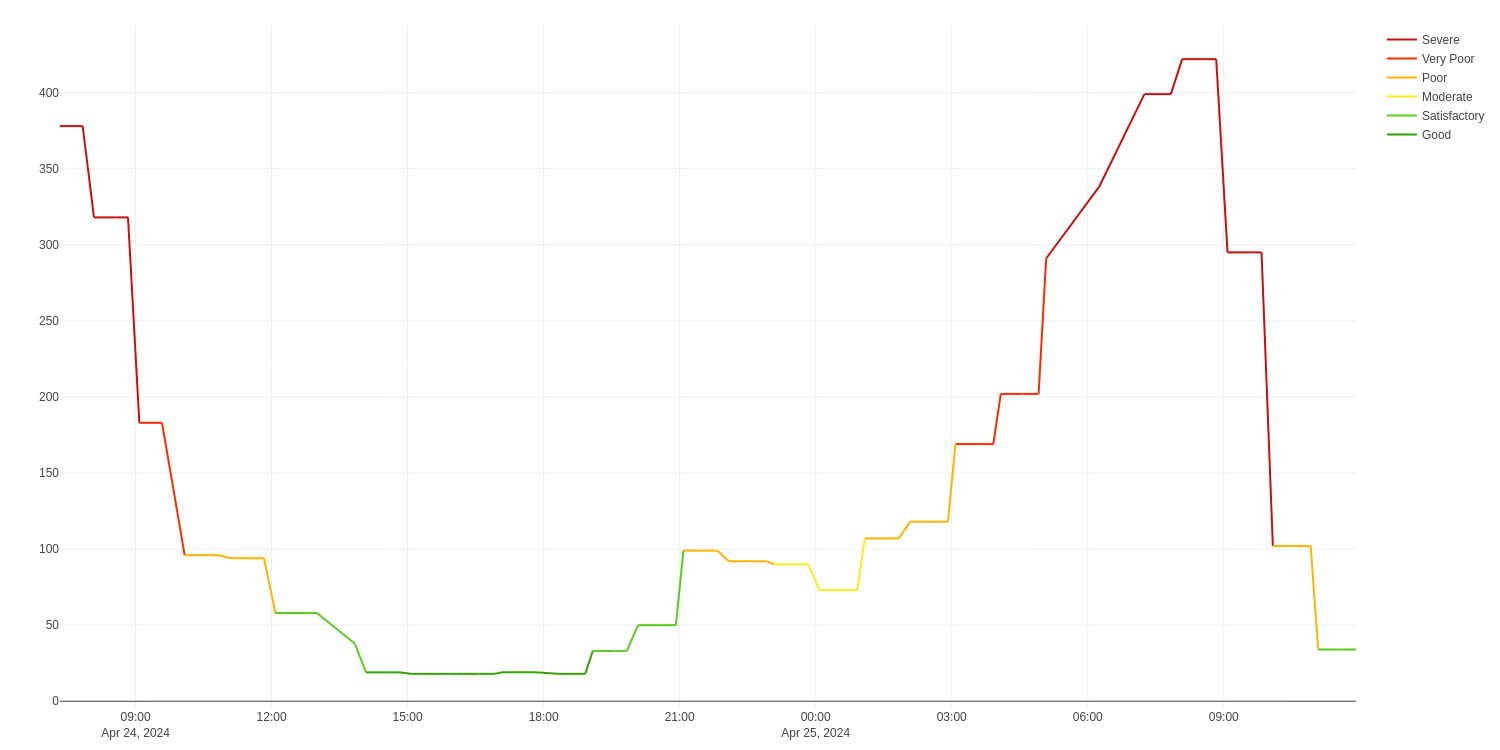 400
350
300
250
200
150
100
50
0
09:00
Apr 24, 2024
12:00
15:00
18:00
21:00
00:00
Apr 25, 2024
03:00
06:00
09:00
Severe
Very Poor
Poor
Moderate
Satisfactory
Good